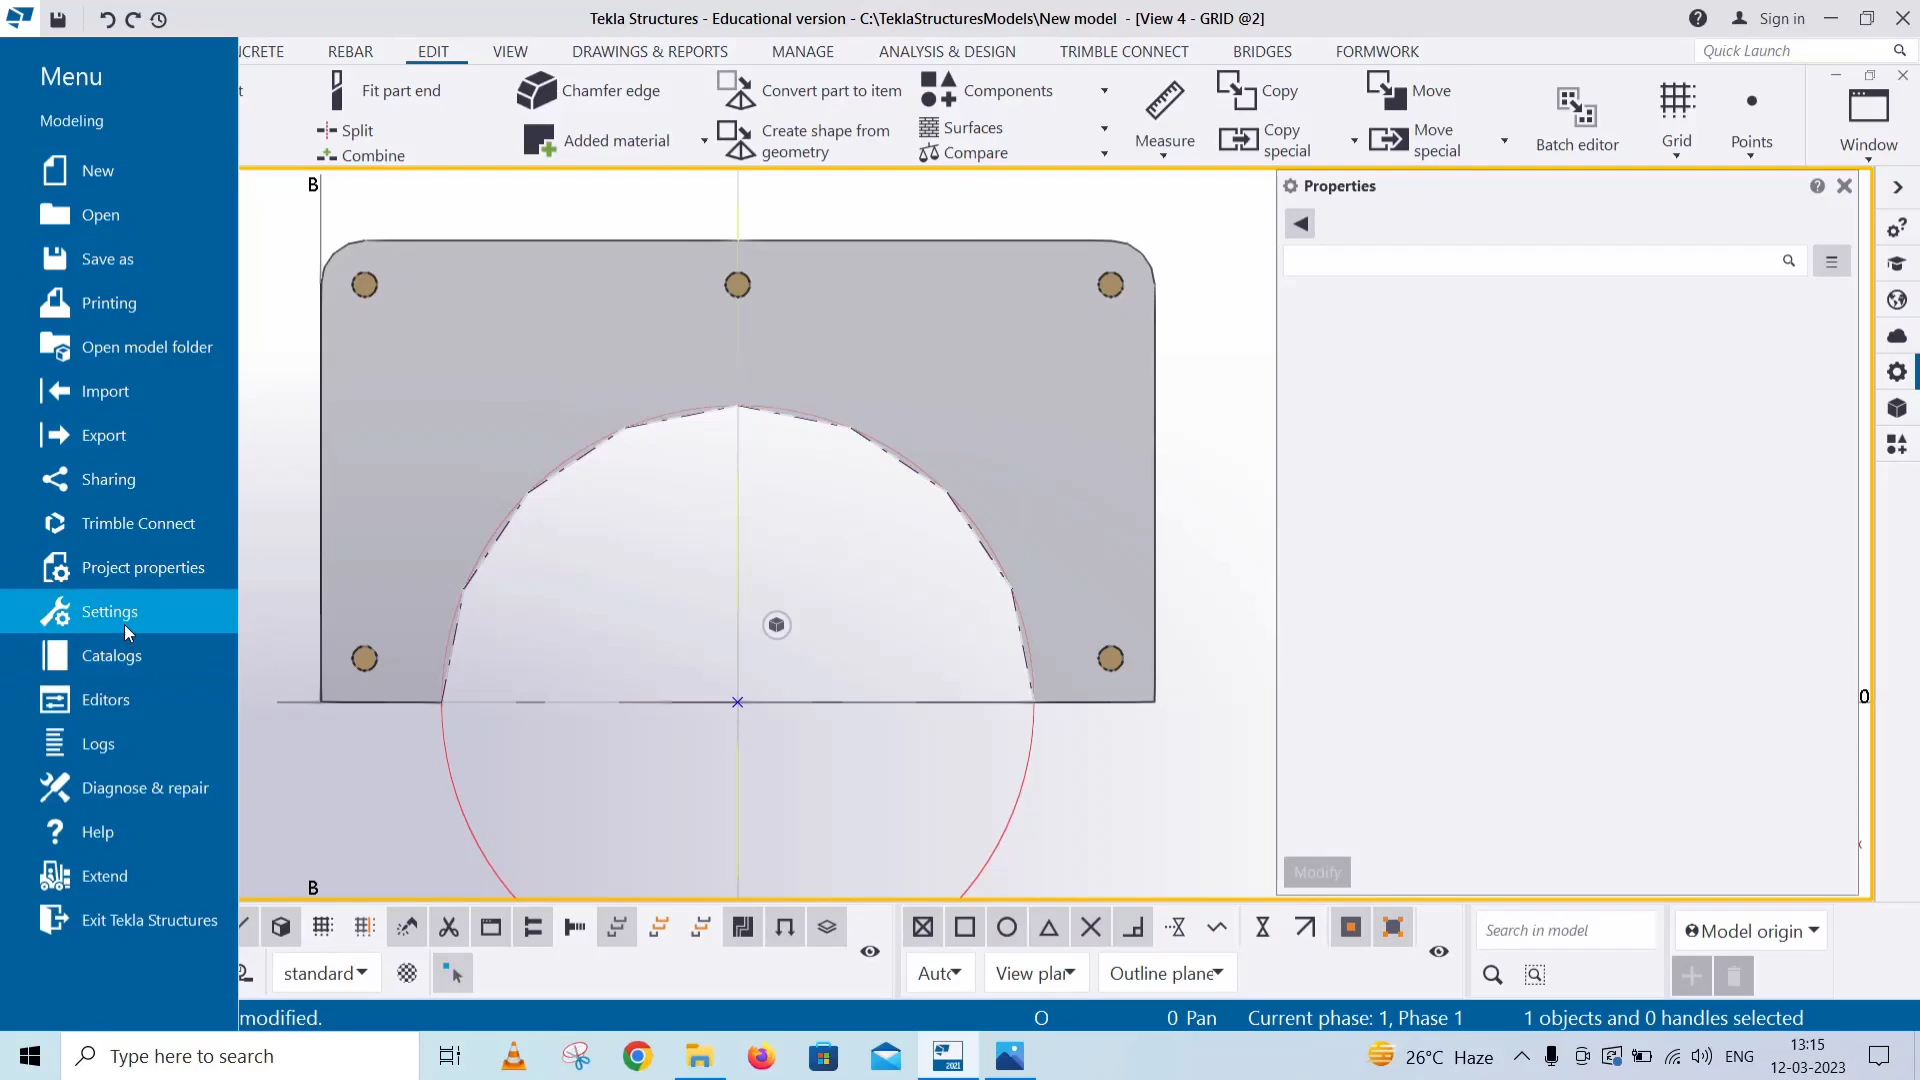 Tekla Structures - Educational version - C:\TeklaStructuresModels\New model - [View 4 - GRID @2]
Sign in
CRETE
REBAR
EDIT
VIEW
DRAWINGS & REPORTS
MANAGE
ANALYSIS & DESIGN
TRIMBLE CONNECT
BRIDGES
FORMWORK
Quick Launch
Menu
Modeling
New
Open
Save as
Printing
Open model folder
Import
Export
Sharing
Trimble Connect
Project properties
Settings
Catalogs
Editors
Logs
Diagnose & repair
Help
Extend
Exit Tekla Structures
t
Fit part end
Split
Combine
Chamfer edge
Added material
Convert part to item
Create shape from
geometry
Components
Surfaces
Compare
Measure
Copy
Copy
special
Move
Move
special
Batch editor
Grid
Points
Window
B
B
0
Properties
Modify
standard
Auto
View plan
Outline plane
Search in model
Model origin
modified.
O
0 Pan
Current phase: 1, Phase 1
1 objects and 0 handles selected
Type here to search
2021
26°C Haze
ENG
13:15
12-03-2023